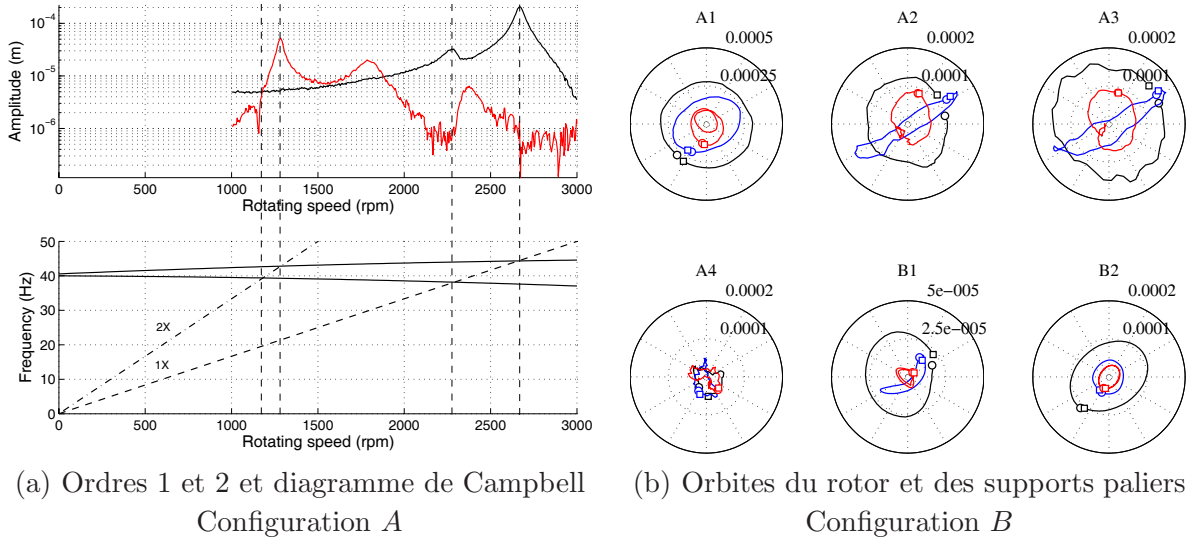 Amplitude (m)
10⁻⁴
10⁻⁵
10⁻⁶
0 500 1000 1500 2000 2500 3000
Rotating speed (rpm)
Frequency (Hz)
50
40
30
20
10
0
2X
1X
0 500 1000 1500 2000 2500 3000
Rotating speed (rpm)
(a) Ordres 1 et 2 et diagramme de Campbell
Configuration A
A1
0.0005
0.00025
A2
0.0002
0.0001
A3
0.0002
0.0001
A4
0.0002
0.0001
B1
5e−005
2.5e−005
B2
0.0002
0.0001
(b) Orbites du rotor et des supports paliers
Configuration B